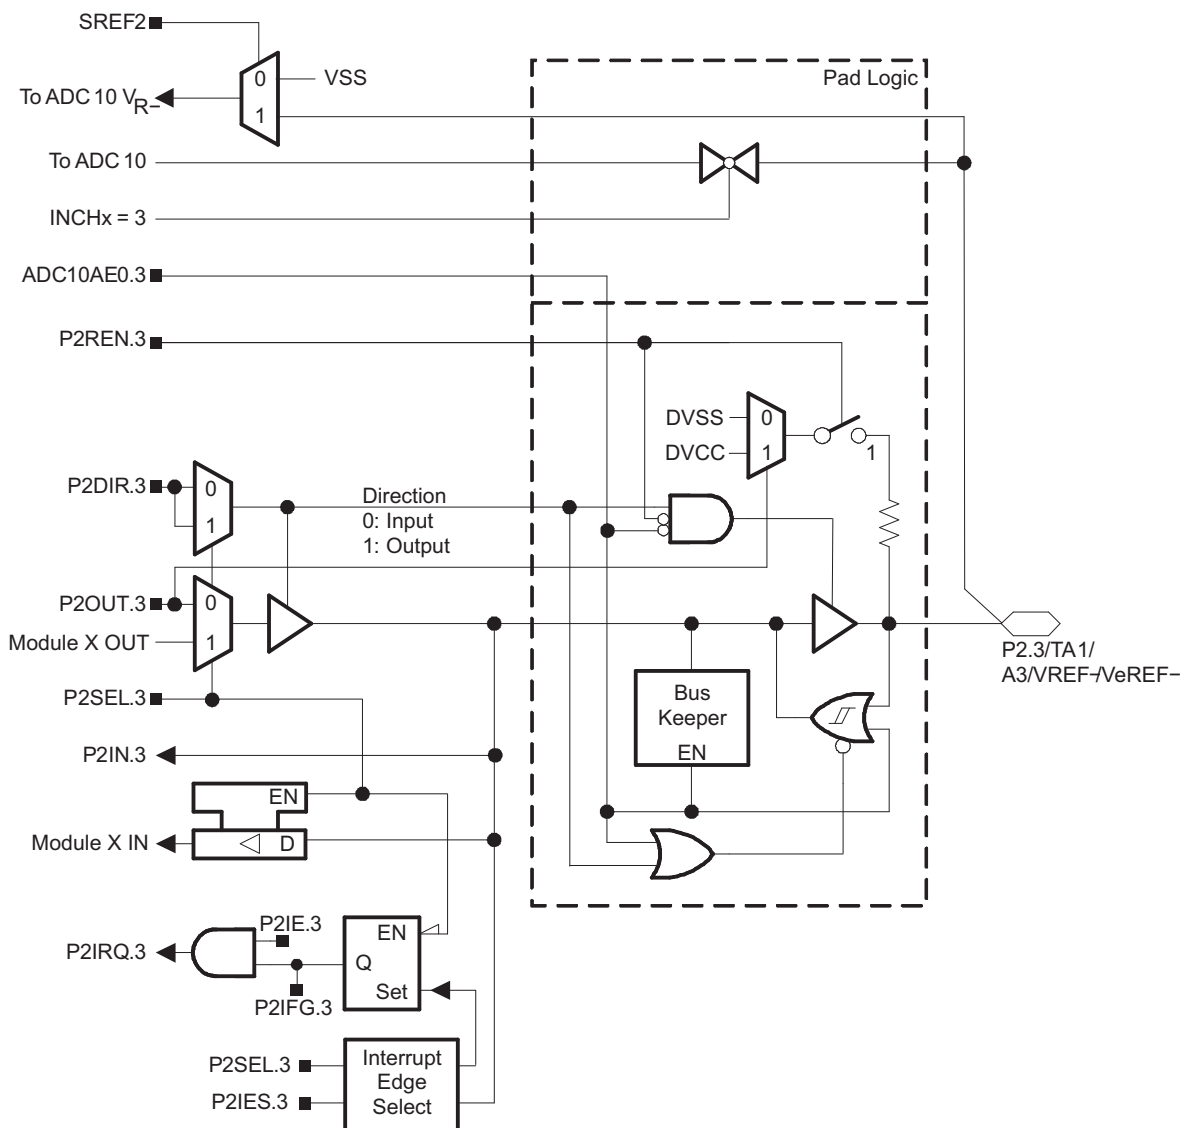 SREF2
0
VSS
Pad Logic
To ADC 10 VR−
1
To ADC 10
INCHx = 3
ADC10AE0.3
P2REN.3
DVSS
0
DVCC
1
1
P2DIR.3
0
1
Direction
0: Input
1: Output
P2OUT.3
0
Module X OUT
1
P2.3/TA1/
A3/VREF−/VeREF−
P2SEL.3
Bus
Keeper
EN
P2IN.3
EN
Module X IN
D
P2IE.3
EN
P2IRQ.3
Q
Set
P2IFG.3
P2SEL.3
Interrupt
Edge
Select
P2IES.3